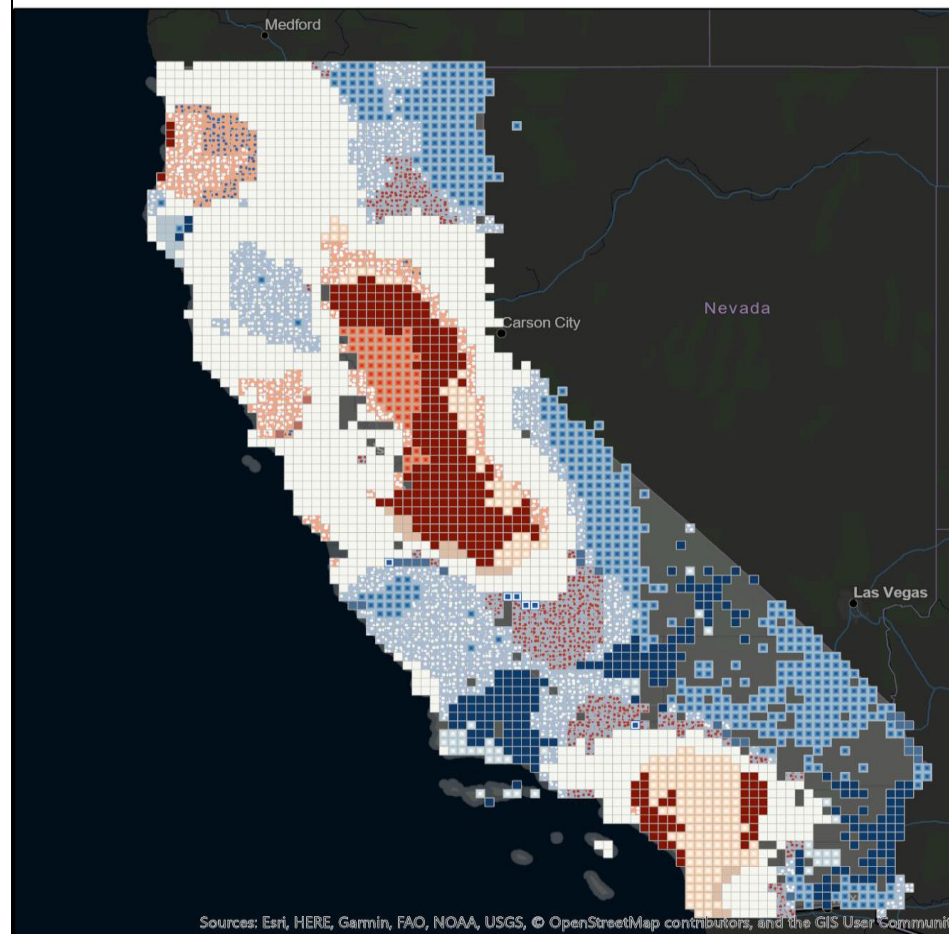 Medford
Nevada
Carson City
Las Vegas
Sources: Esri, HERE, Garmin, FAO, NOAA, USGS, © OpenStreetMap contributors, and the GIS User Communit